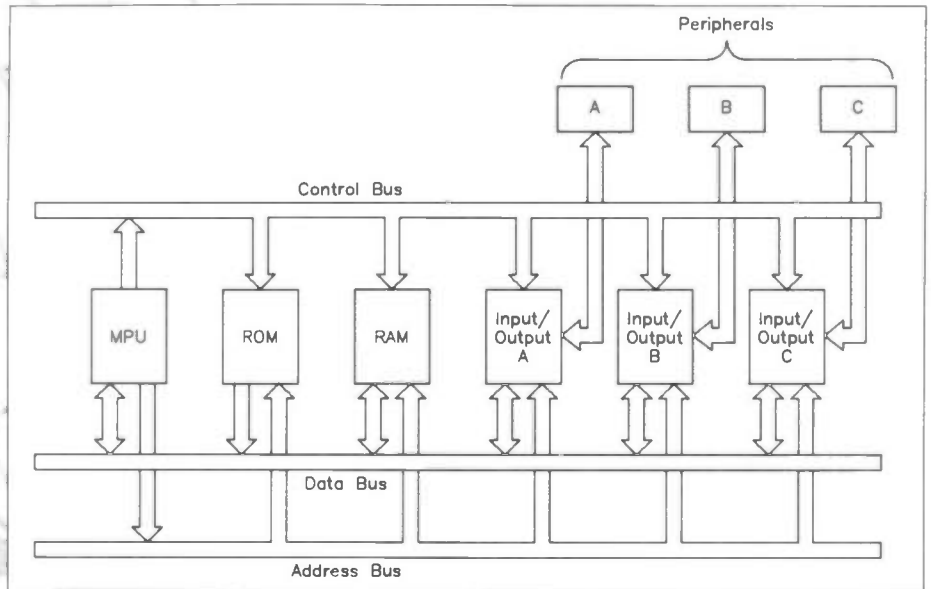 Peripherals
A
B
C
Control Bus
MPU
ROM
RAM
Input/
Output
A
Input/
Output
B
Input/
Output
C
Data Bus
Address Bus